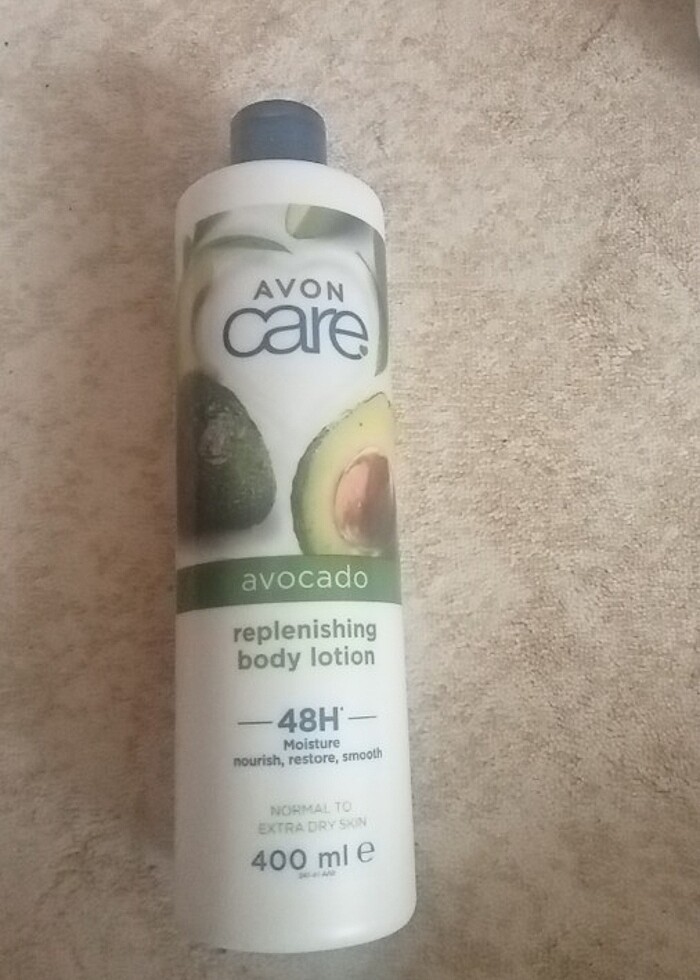 AVON
care
avocado
replenishing
body lotion
48H*
Moisture
nourish, restore, smooth
NORMAL TO
EXTRA DRY SKIN
400 ml e